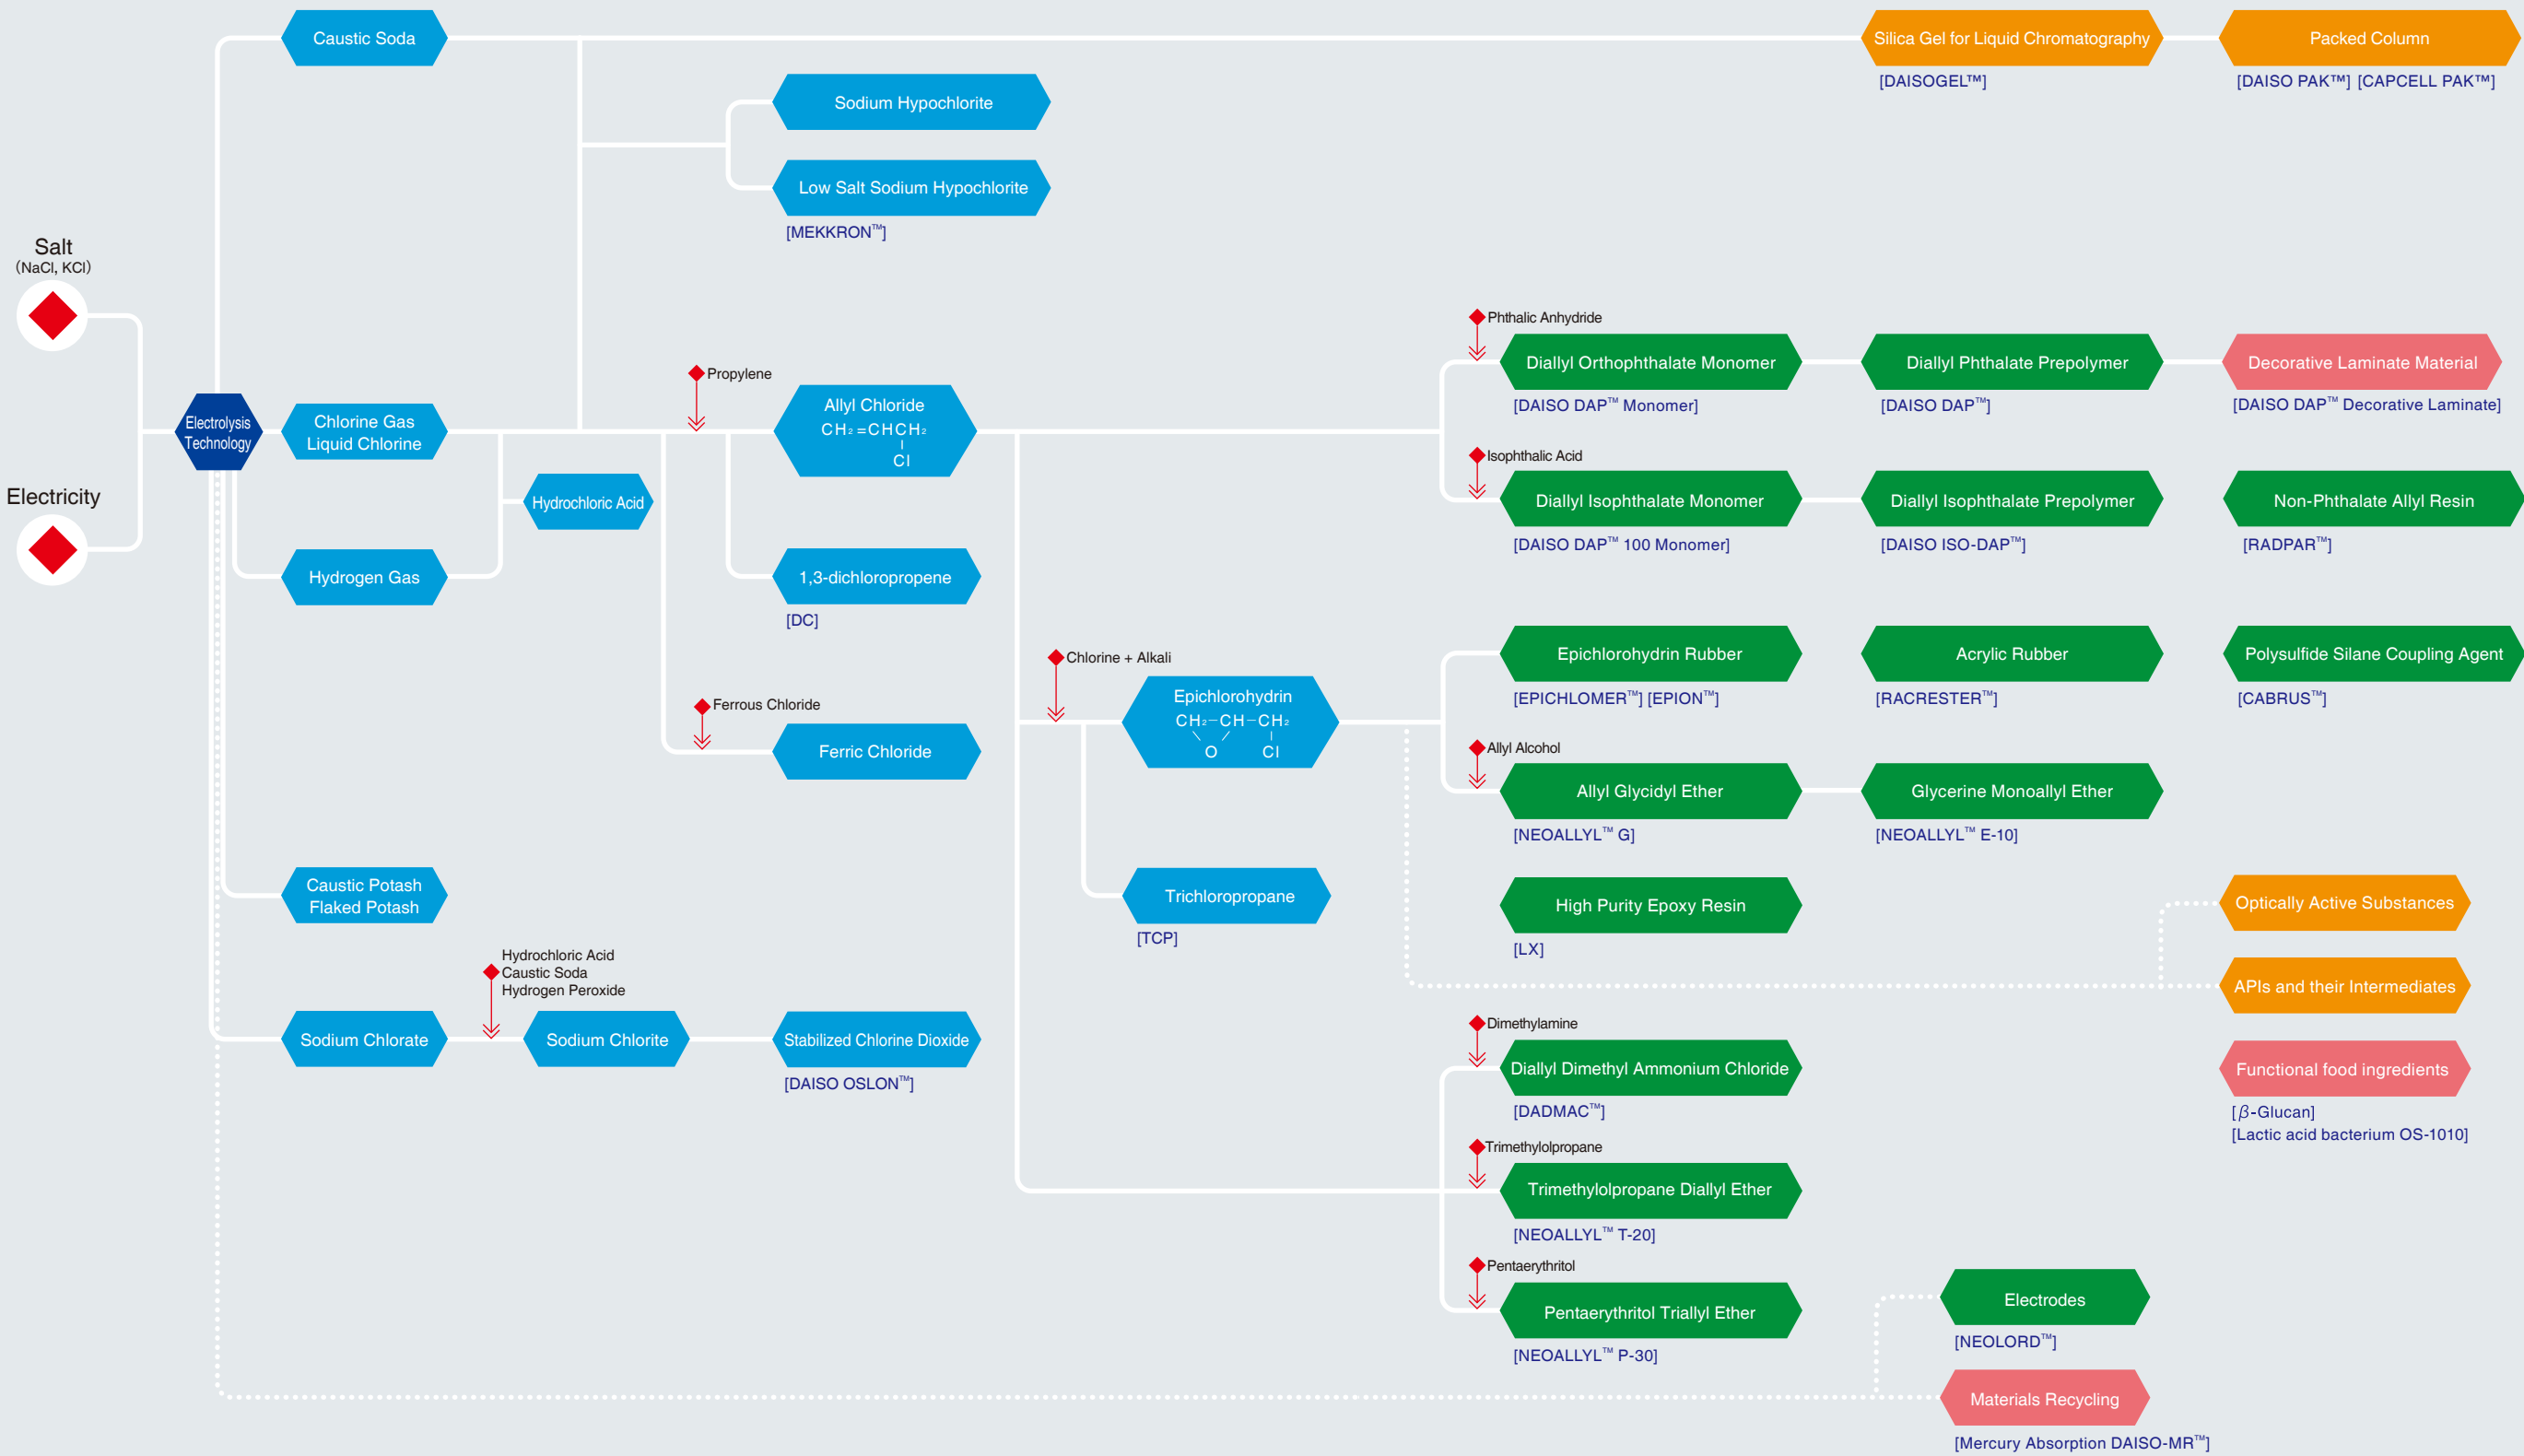 Caustic Soda
Silica Gel for Liquid Chromatography
Packed Column
[DAISOGEL™]
[DAISO PAK™] [CAPCELL PAK™]
Sodium Hypochlorite
Low Salt Sodium Hypochlorite
[MEKKRON™]
Salt
(NaCl, KCl)
Electricity
Electrolysis
Technology
Chlorine Gas
Liquid Chlorine
Hydrochloric Acid
Hydrogen Gas
Propylene
Allyl Chloride
CH₂=CHCH₂
Cl
1,3-dichloropropene
[DC]
Ferrous Chloride
Ferric Chloride
Phthalic Anhydride
Diallyl Orthophthalate Monomer
[DAISO DAP™ Monomer]
Diallyl Phthalate Prepolymer
[DAISO DAP™]
Decorative Laminate Material
[DAISO DAP™ Decorative Laminate]
Isophthalic Acid
Diallyl Isophthalate Monomer
[DAISO DAP™ 100 Monomer]
Diallyl Isophthalate Prepolymer
[DAISO ISO-DAP™]
Non-Phthalate Allyl Resin
[RADPAR™]
Chlorine + Alkali
Epichlorohydrin
CH₂-CH-CH₂
O Cl
Trichloropropane
[TCP]
Epichlorohydrin Rubber
[EPICHLOMER™] [EPION™]
Acrylic Rubber
[RACRESTER™]
Polysulfide Silane Coupling Agent
[CABRUS™]
Allyl Alcohol
Allyl Glycidyl Ether
[NEOALLYL™ G]
Glycerine Monoallyl Ether
[NEOALLYL™ E-10]
High Purity Epoxy Resin
[LX]
Optically Active Substances
APIs and their Intermediates
Functional food ingredients
[β-Glucan]
[Lactic acid bacterium OS-1010]
Caustic Potash
Flaked Potash
Hydrochloric Acid
Caustic Soda
Hydrogen Peroxide
Sodium Chlorate
Sodium Chlorite
Stabilized Chlorine Dioxide
[DAISO OSLON™]
Dimethylamine
Diallyl Dimethyl Ammonium Chloride
[DADMAC™]
Trimethylolpropane
Trimethylolpropane Diallyl Ether
[NEOALLYL™ T-20]
Pentaerythritol
Pentaerythritol Triallyl Ether
[NEOALLYL™ P-30]
Electrodes
[NEOLORD™]
Materials Recycling
[Mercury Absorption DAISO-MR™]